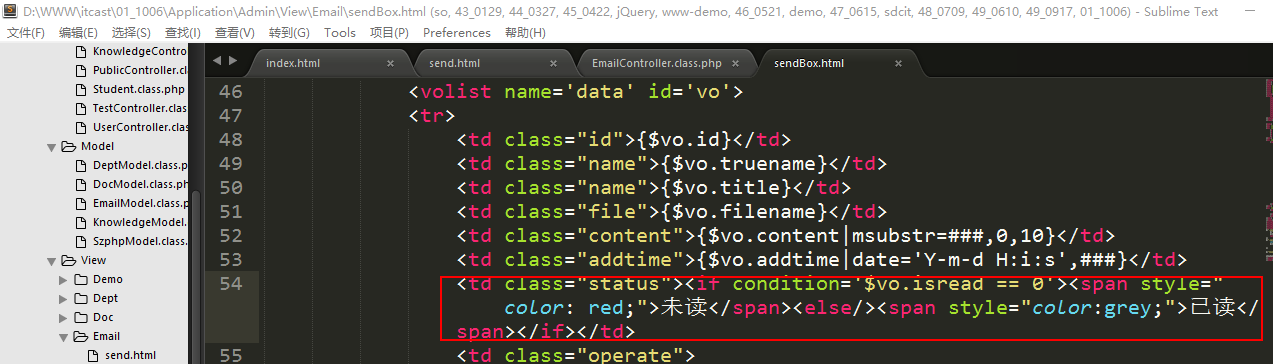 D:\WWW\itcast\01_1006\Application\Admin\View\Email\sendBox.html (so, 43_0129, 44_0327, 45_0422, jQuery, www-demo, 46_0521, demo, 47_0615, sdcit, 48_0709, 49_0610, 49_0917, 01_1006) - Sublime Text
文件(F) 编辑(E) 选择(S) 查找(I) 查看(V) 转到(G) Tools 项目(P) Preferences 帮助(H)
KnowledgeContro
PublicController.cl
Student.class.php
TestController.class
UserController.clas
Model
DeptModel.class.p
DocModel.class.ph
EmailModel.class.p
KnowledgeModel.
SzphpModel.class.
View
Demo
Dept
Doc
Email
send.html
index.html × send.html × EmailController.class.php × sendBox.html ×
46 <volist name='data' id='vo'>
47 <tr>
48 <td class="id">{$vo.id}</td>
49 <td class="name">{$vo.truename}</td>
50 <td class="name">{$vo.title}</td>
51 <td class="file">{$vo.filename}</td>
52 <td class="content">{$vo.content|msubstr=###,0,10}</td>
53 <td class="addtime">{$vo.addtime|date='Y-m-d H:i:s',###}</td>
54 <td class="status"><if condition='$vo.isread == 0'><span style="
color: red;">未读</span><else/><span style="color:grey;">已读</
span></if></td>
55 <td class="operate">